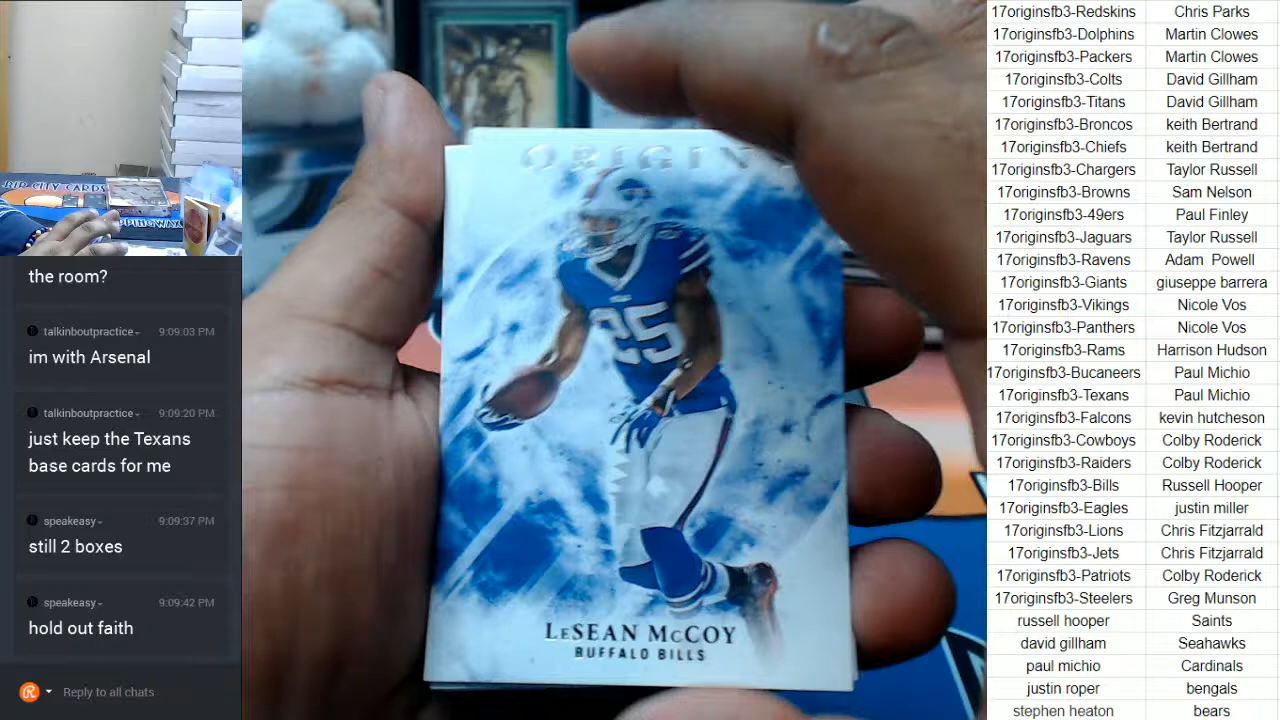 RIP CITY CARDS
the room?
talkinboutpractice 9:09:03 PM
im with Arsenal
talkinboutpractice 9:09:20 PM
just keep the Texans
base cards for me
speakeasy 9:09:37 PM
still 2 boxes
speakeasy 9:09:42 PM
hold out faith
Reply to all chats
ORIGINS
25
LESEAN MCCOY
BUFFALO BILLS
17originsfb3-Redskins Chris Parks
17originsfb3-Dolphins Martin Clowes
17originsfb3-Packers Martin Clowes
17originsfb3-Colts David Gillham
17originsfb3-Titans David Gillham
17originsfb3-Broncos keith Bertrand
17originsfb3-Chiefs keith Bertrand
17originsfb3-Chargers Taylor Russell
17originsfb3-Browns Sam Nelson
17originsfb3-49ers Paul Finley
17originsfb3-Jaguars Taylor Russell
17originsfb3-Ravens Adam Powell
17originsfb3-Giants giuseppe barrera
17originsfb3-Vikings Nicole Vos
17originsfb3-Panthers Nicole Vos
17originsfb3-Rams Harrison Hudson
17originsfb3-Bucaneers Paul Michio
17originsfb3-Texans Paul Michio
17originsfb3-Falcons kevin hutcheson
17originsfb3-Cowboys Colby Roderick
17originsfb3-Raiders Colby Roderick
17originsfb3-Bills Russell Hooper
17originsfb3-Eagles justin miller
17originsfb3-Lions Chris Fitzjarrald
17originsfb3-Jets Chris Fitzjarrald
17originsfb3-Patriots Colby Roderick
17originsfb3-Steelers Greg Munson
russell hooper Saints
david gillham Seahawks
paul michio Cardinals
justin roper bengals
stephen heaton bears